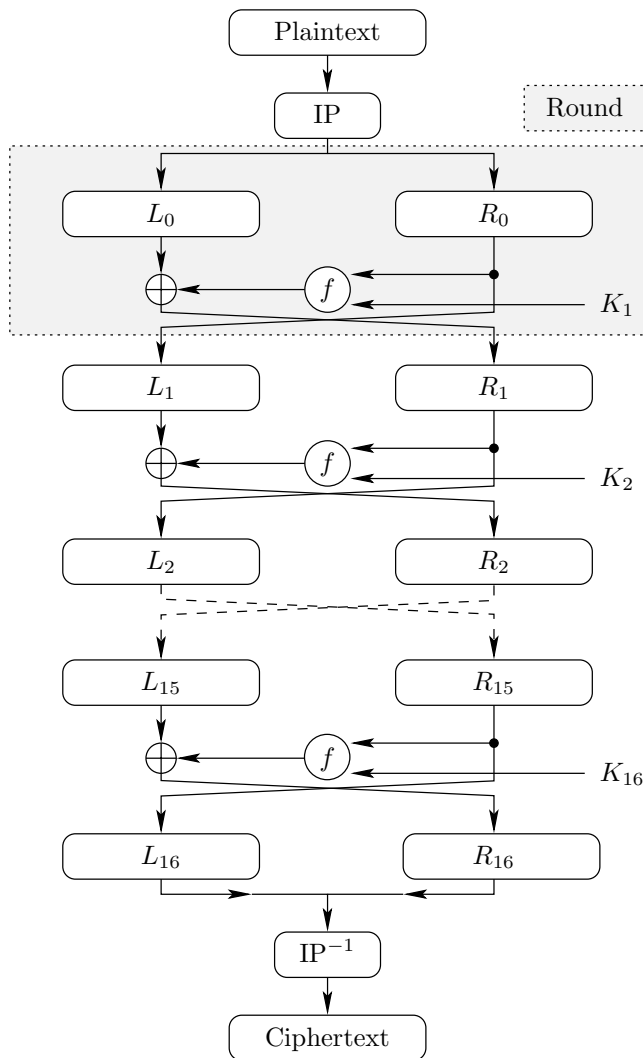 Plaintext
IP
Round
L₀ R₀
f
K₁
L₁ R₁
f
K₂
L₂ R₂
L₁₅ R₁₅
f
K₁₆
L₁₆ R₁₆
IP⁻¹
Ciphertext